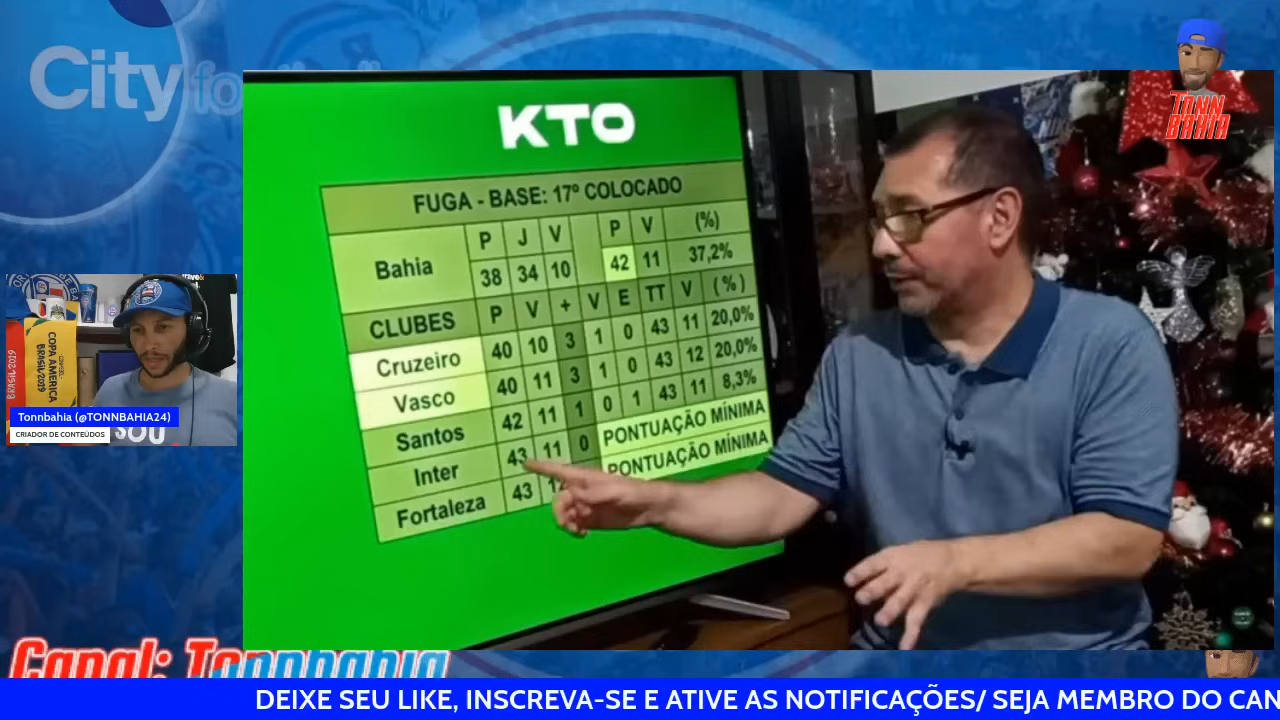 City fo
TONN
BAHIA
KTO
FUGA - BASE: 17º COLOCADO
Bahia P J V P V (%)
38 34 10 42 11 37,2%
CLUBES P V + V E TT V (%)
Cruzeiro 40 10 3 1 0 43 11 20,0%
Vasco 40 11 3 1 0 43 12 20,0%
Santos 42 11 1 0 1 43 11 8,3%
Inter 43 11 0 PONTUAÇÃO MÍNIMA
Fortaleza 43 PONTUAÇÃO MÍNIMA
COPA AMERICA
BRASIL 2019
BRASIL/2019
Tonnbahia (@TONNBAHIA24)
CRIADOR DE CONTEÚDOS
SOU
Canal: Tonnbahia
DEIXE SEU LIKE, INSCREVA-SE E ATIVE AS NOTIFICAÇÕES/ SEJA MEMBRO DO CAN